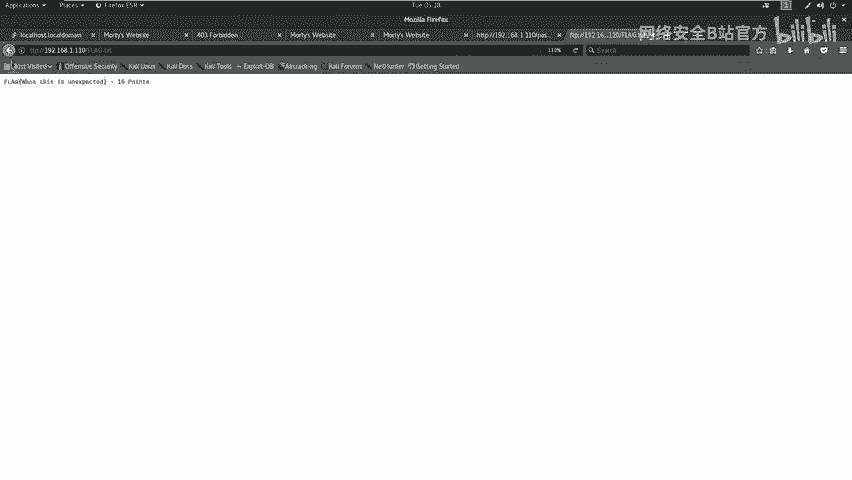 Applications Places Firefox ESR Tue 05:18
Mozilla Firefox
localhost.localdomain Morty's Website 403 Forbidden Morty's Website Morty's Website http://192...68.1.110/pas... ftp://192.16...0/FLAG.txt
ftp://192.168.1.110/FLAG.txt 110% Search
Most Visited Offensive Security Kali Linux Kali Docs Kali Tools Exploit-DB Aircrack-ng Kali Forums NetHunter Getting Started
FLAG{Whoa this is unexpected} - 10 Points
网络安全B站官方 bilibili